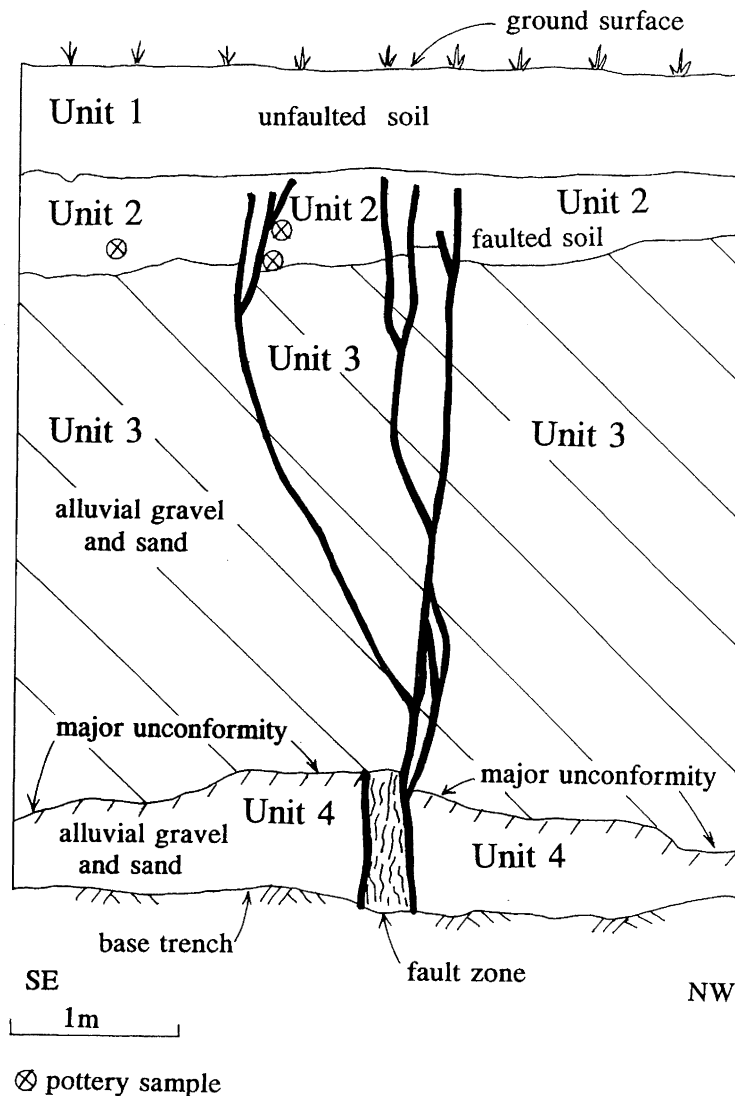 ground surface
Unit 1
unfaulted soil
Unit 2
Unit 2
Unit 2
faulted soil
Unit 3
Unit 3
Unit 3
alluvial gravel
and sand
major unconformity
major unconformity
Unit 4
alluvial gravel
and sand
Unit 4
base trench
fault zone
SE
NW
1m
pottery sample